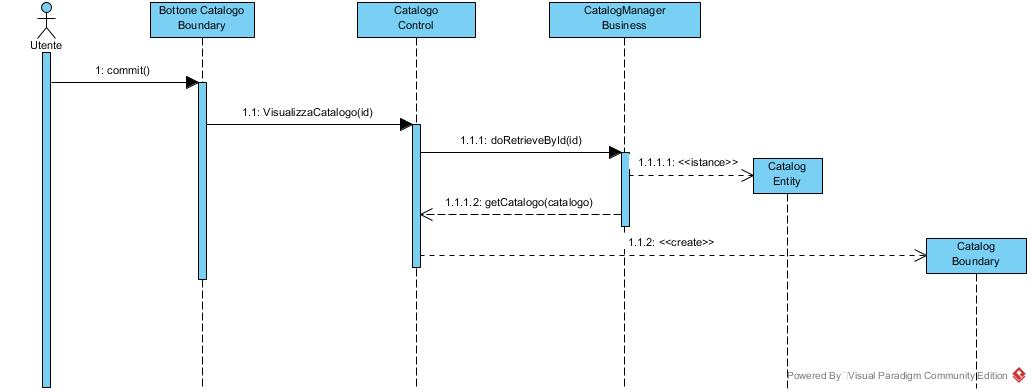 Utente
Bottone Catalogo
Boundary
Catalogo
Control
CatalogManager
Business
1: commit()
1.1: VisualizzaCatalogo(id)
1.1.1: doRetrieveById(id)
1.1.1.1: <<istance>>
Catalog
Entity
1.1.1.2: getCatalogo(catalogo)
1.1.2: <<create>>
Catalog
Boundary
Powered By Visual Paradigm Community Edition